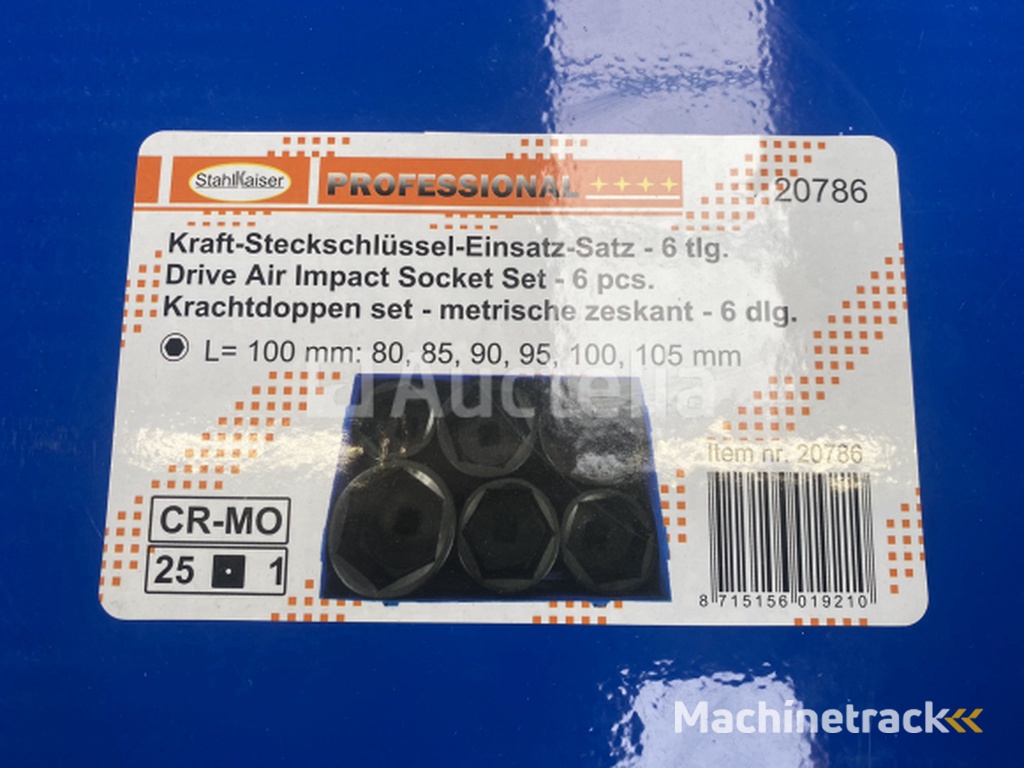 StahlKaiser PROFESSIONAL 20786
Kraft-Steckschlüssel-Einsatz-Satz - 6 tlg.
Drive Air Impact Socket Set - 6 pcs.
Krachtdoppen set - metrische zeskant - 6 dlg.
L= 100 mm: 80, 85, 90, 95, 100, 105 mm
Auctelia
Item nr. 20786
CR-MO
25 1
8 715156 019210
Machinetrack